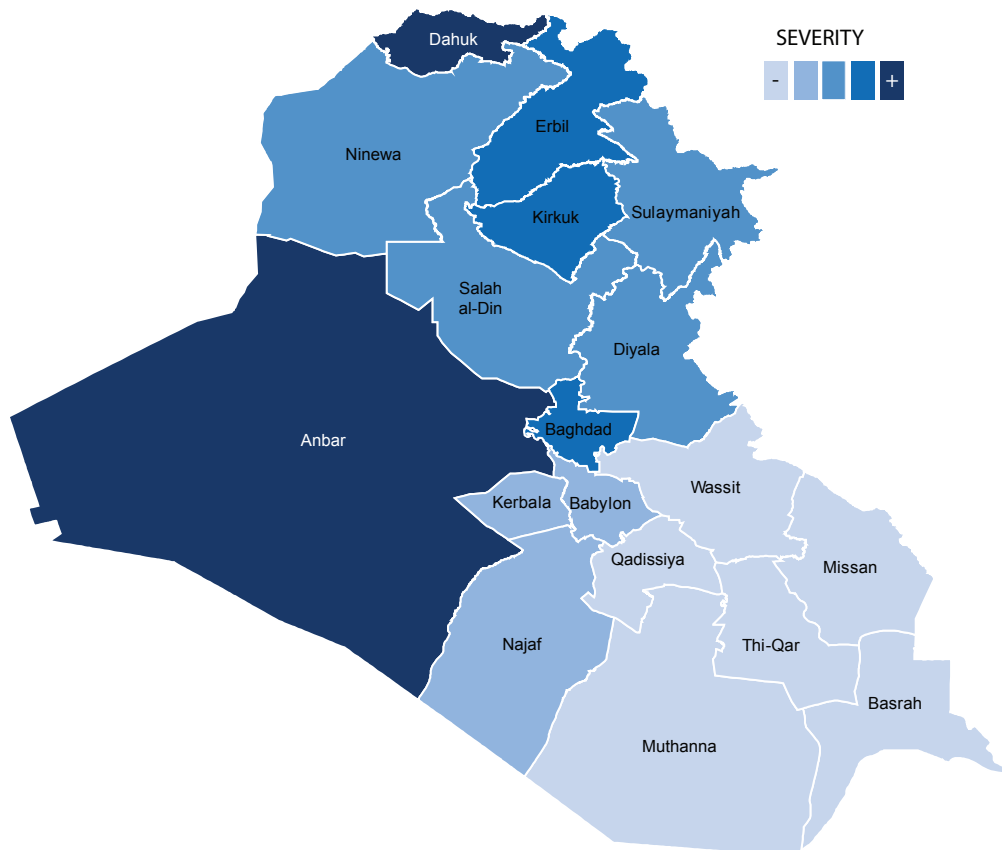 SEVERITY
- +
Dahuk
Erbil
Ninewa
Kirkuk
Sulaymaniyah
Salah
al-Din
Diyala
Baghdad
Anbar
Wassit
Kerbala
Babylon
Qadissiya
Missan
Najaf
Thi-Qar
Basrah
Muthanna